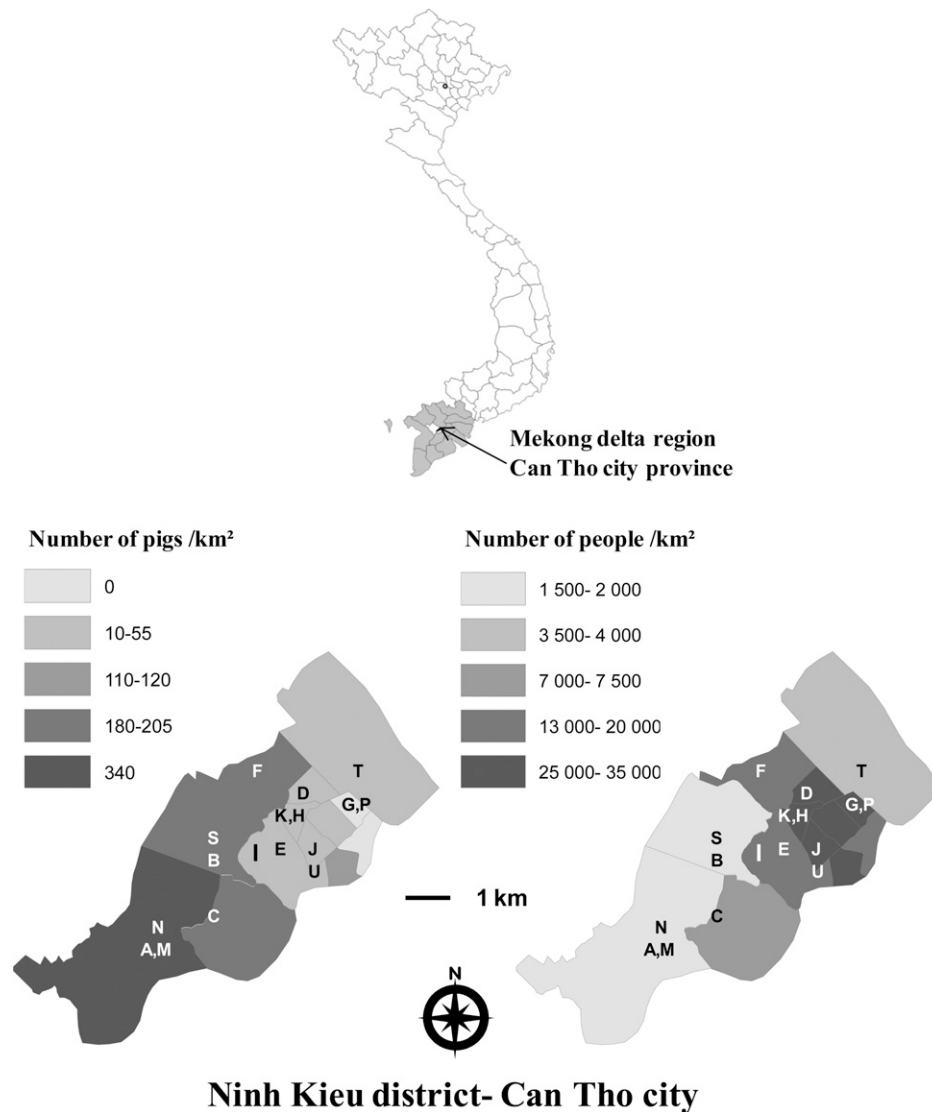 Mekong delta region
Can Tho city province
Number of pigs /km²
0
10-55
110-120
180-205
340
Number of people /km²
1 500- 2 000
3 500- 4 000
7 000- 7 500
13 000- 20 000
25 000- 35 000
F
T
D
G,P
K,H
S
B
I
E
J
U
C
N
A,M
1 km
F
T
D
G,P
K,H
S
B
I
E
J
U
C
N
A,M
N
Ninh Kieu district- Can Tho city